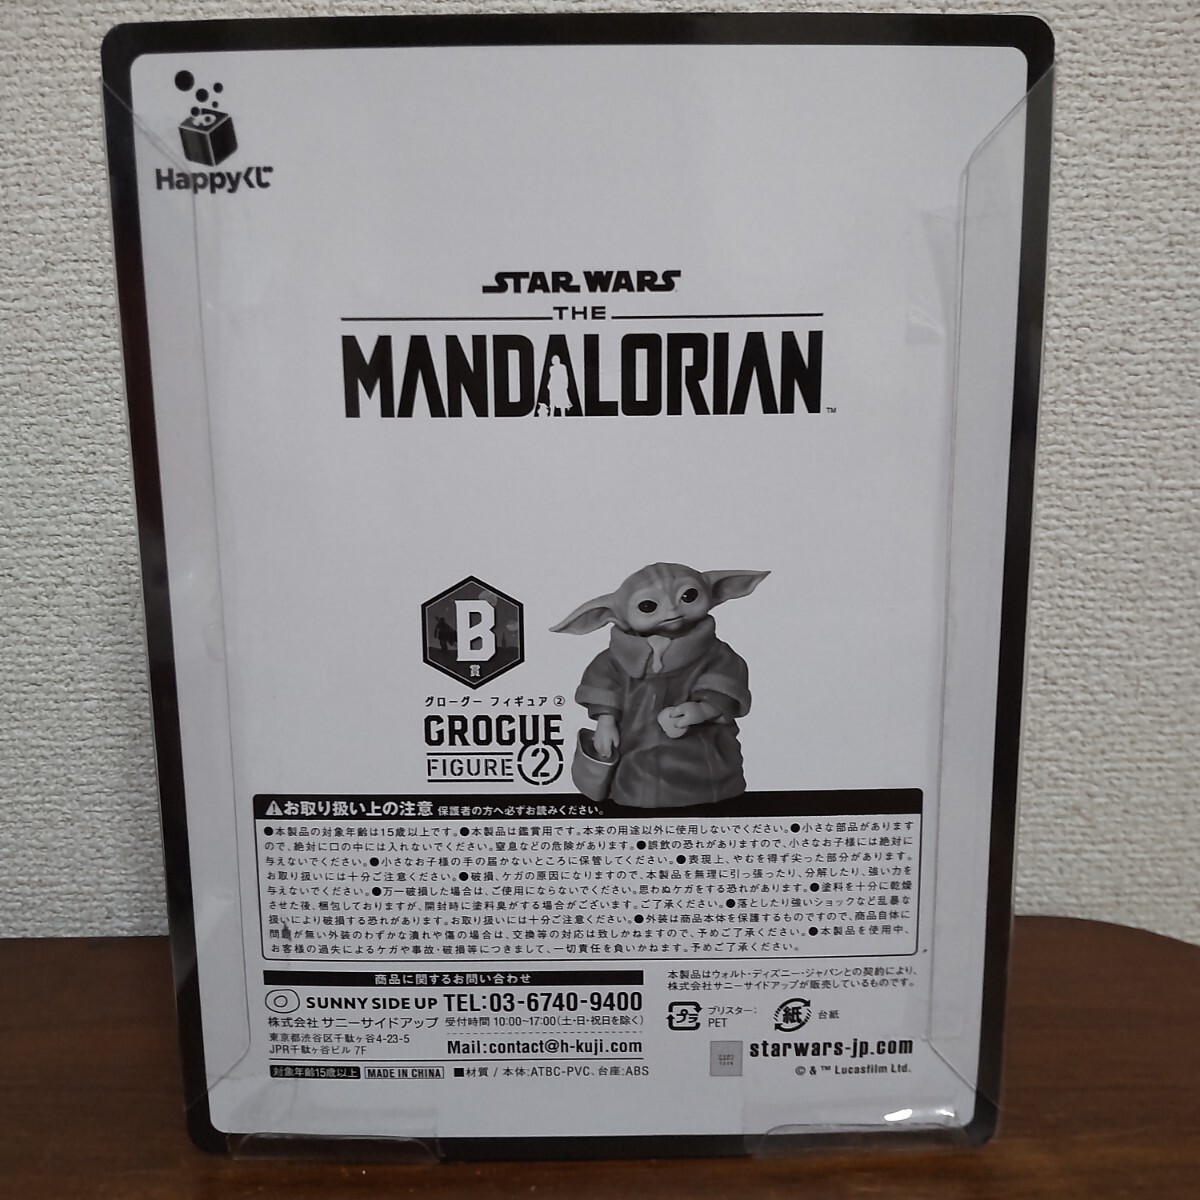 Happyくじ
STAR WARS
THE
MANDALORIAN™
B
賞
グローグー フィギュア ②
GROGUE
FIGURE ②
⚠お取り扱い上の注意 保護者の方へ必ずお読みください。
●本製品の対象年齢は15歳以上です。●本製品は鑑賞用です。本来の用途以外に使用しないでください。●小さな部品があります
ので、絶対に口の中には入れないでください。窒息などの危険があります。●誤飲の恐れがありますので、小さなお子様には絶対に
与えないでください。●小さなお子様の手の届かないところに保管してください。●表現上、やむを得ず尖った部分があります。
お取り扱いには十分ご注意ください。●破損、ケガの原因になりますので、本製品を無理に引っ張ったり、分解したり、強い力を
与えないでください。●万一破損した場合は、ご使用にならないでください。思わぬケガをする恐れがあります。●塗料を十分に乾燥
させた後、梱包しておりますが、開封時に塗料臭がする場合がございます。ご了承ください。●落としたり強いショックなど乱暴な
扱いにより破損する恐れがあります。お取り扱いには十分ご注意ください。●外装は商品本体を保護するものですので、商品自体に
問題が無い外装のわずかな潰れや傷の場合は、交換等の対応は致しかねますので、予めご了承ください。●本製品を使用中、
お客様の過失によるケガや事故・破損等につきまして、一切責任を負いかねます。予めご了承ください。
商品に関するお問い合わせ
SUNNY SIDE UP TEL:03-6740-9400
株式会社 サニーサイドアップ 受付時間 10:00~17:00(土・日・祝日を除く)
東京都渋谷区千駄ヶ谷4-23-5
JPR千駄ヶ谷ビル 7F
Mail:contact@h-kuji.com
対象年齢15歳以上 MADE IN CHINA ■材質 / 本体:ATBC-PVC、台座:ABS
本製品はウォルト・ディズニー・ジャパンとの契約により、
株式会社サニーサイドアップが販売しているものです。
プラ ブリスター:
PET
紙 台紙
starwars-jp.com
© & ™ Lucasfilm Ltd.